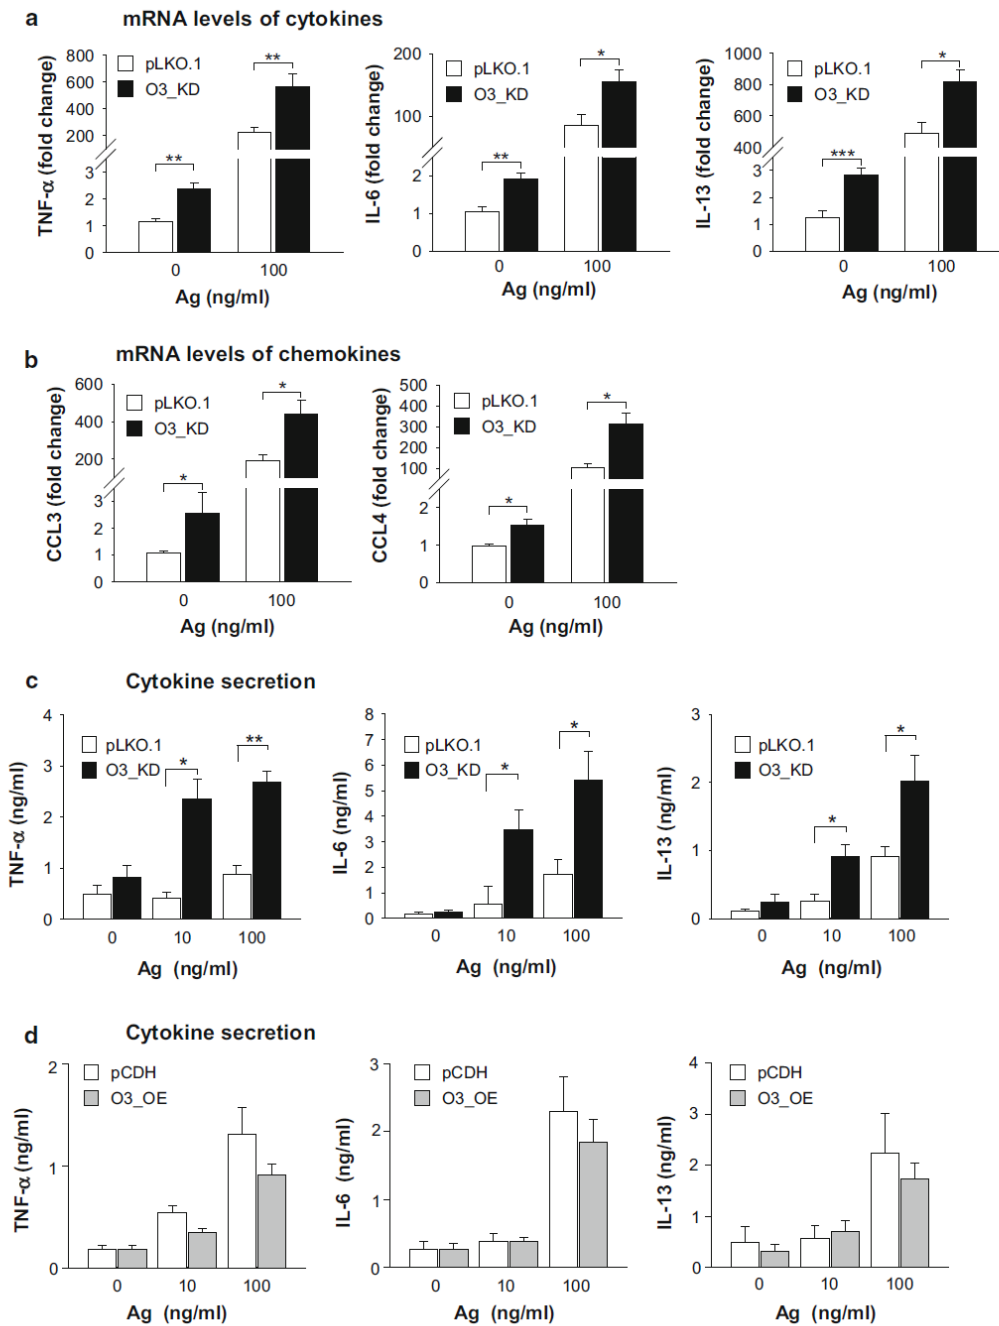 a mRNA levels of cytokines
TNF-α (fold change)
800
600
400
200
3
2
1
0
pLKO.1
O3_KD
**
**
0 100
Ag (ng/ml)
IL-6 (fold change)
200
100
2
1
0
pLKO.1
O3_KD
**
*
0 100
Ag (ng/ml)
IL-13 (fold change)
1000
800
600
400
3
2
1
0
pLKO.1
O3_KD
***
*
0 100
Ag (ng/ml)
b mRNA levels of chemokines
CCL3 (fold change)
600
400
200
3
2
1
0
pLKO.1
O3_KD
*
*
0 100
Ag (ng/ml)
CCL4 (fold change)
500
400
300
200
100
2
1
0
pLKO.1
O3_KD
*
*
0 100
Ag (ng/ml)
c Cytokine secretion
TNF-α (ng/ml)
4
3
2
1
0
pLKO.1
O3_KD
*
**
0 10 100
Ag (ng/ml)
IL-6 (ng/ml)
8
7
6
5
4
3
2
1
0
pLKO.1
O3_KD
*
*
0 10 100
Ag (ng/ml)
IL-13 (ng/ml)
3
2
1
0
pLKO.1
O3_KD
*
*
0 10 100
Ag (ng/ml)
d Cytokine secretion
TNF-α (ng/ml)
2
1
0
pCDH
O3_OE
0 10 100
Ag (ng/ml)
IL-6 (ng/ml)
3
2
1
0
pCDH
O3_OE
0 10 100
Ag (ng/ml)
IL-13 (ng/ml)
4
3
2
1
0
pCDH
O3_OE
0 10 100
Ag (ng/ml)